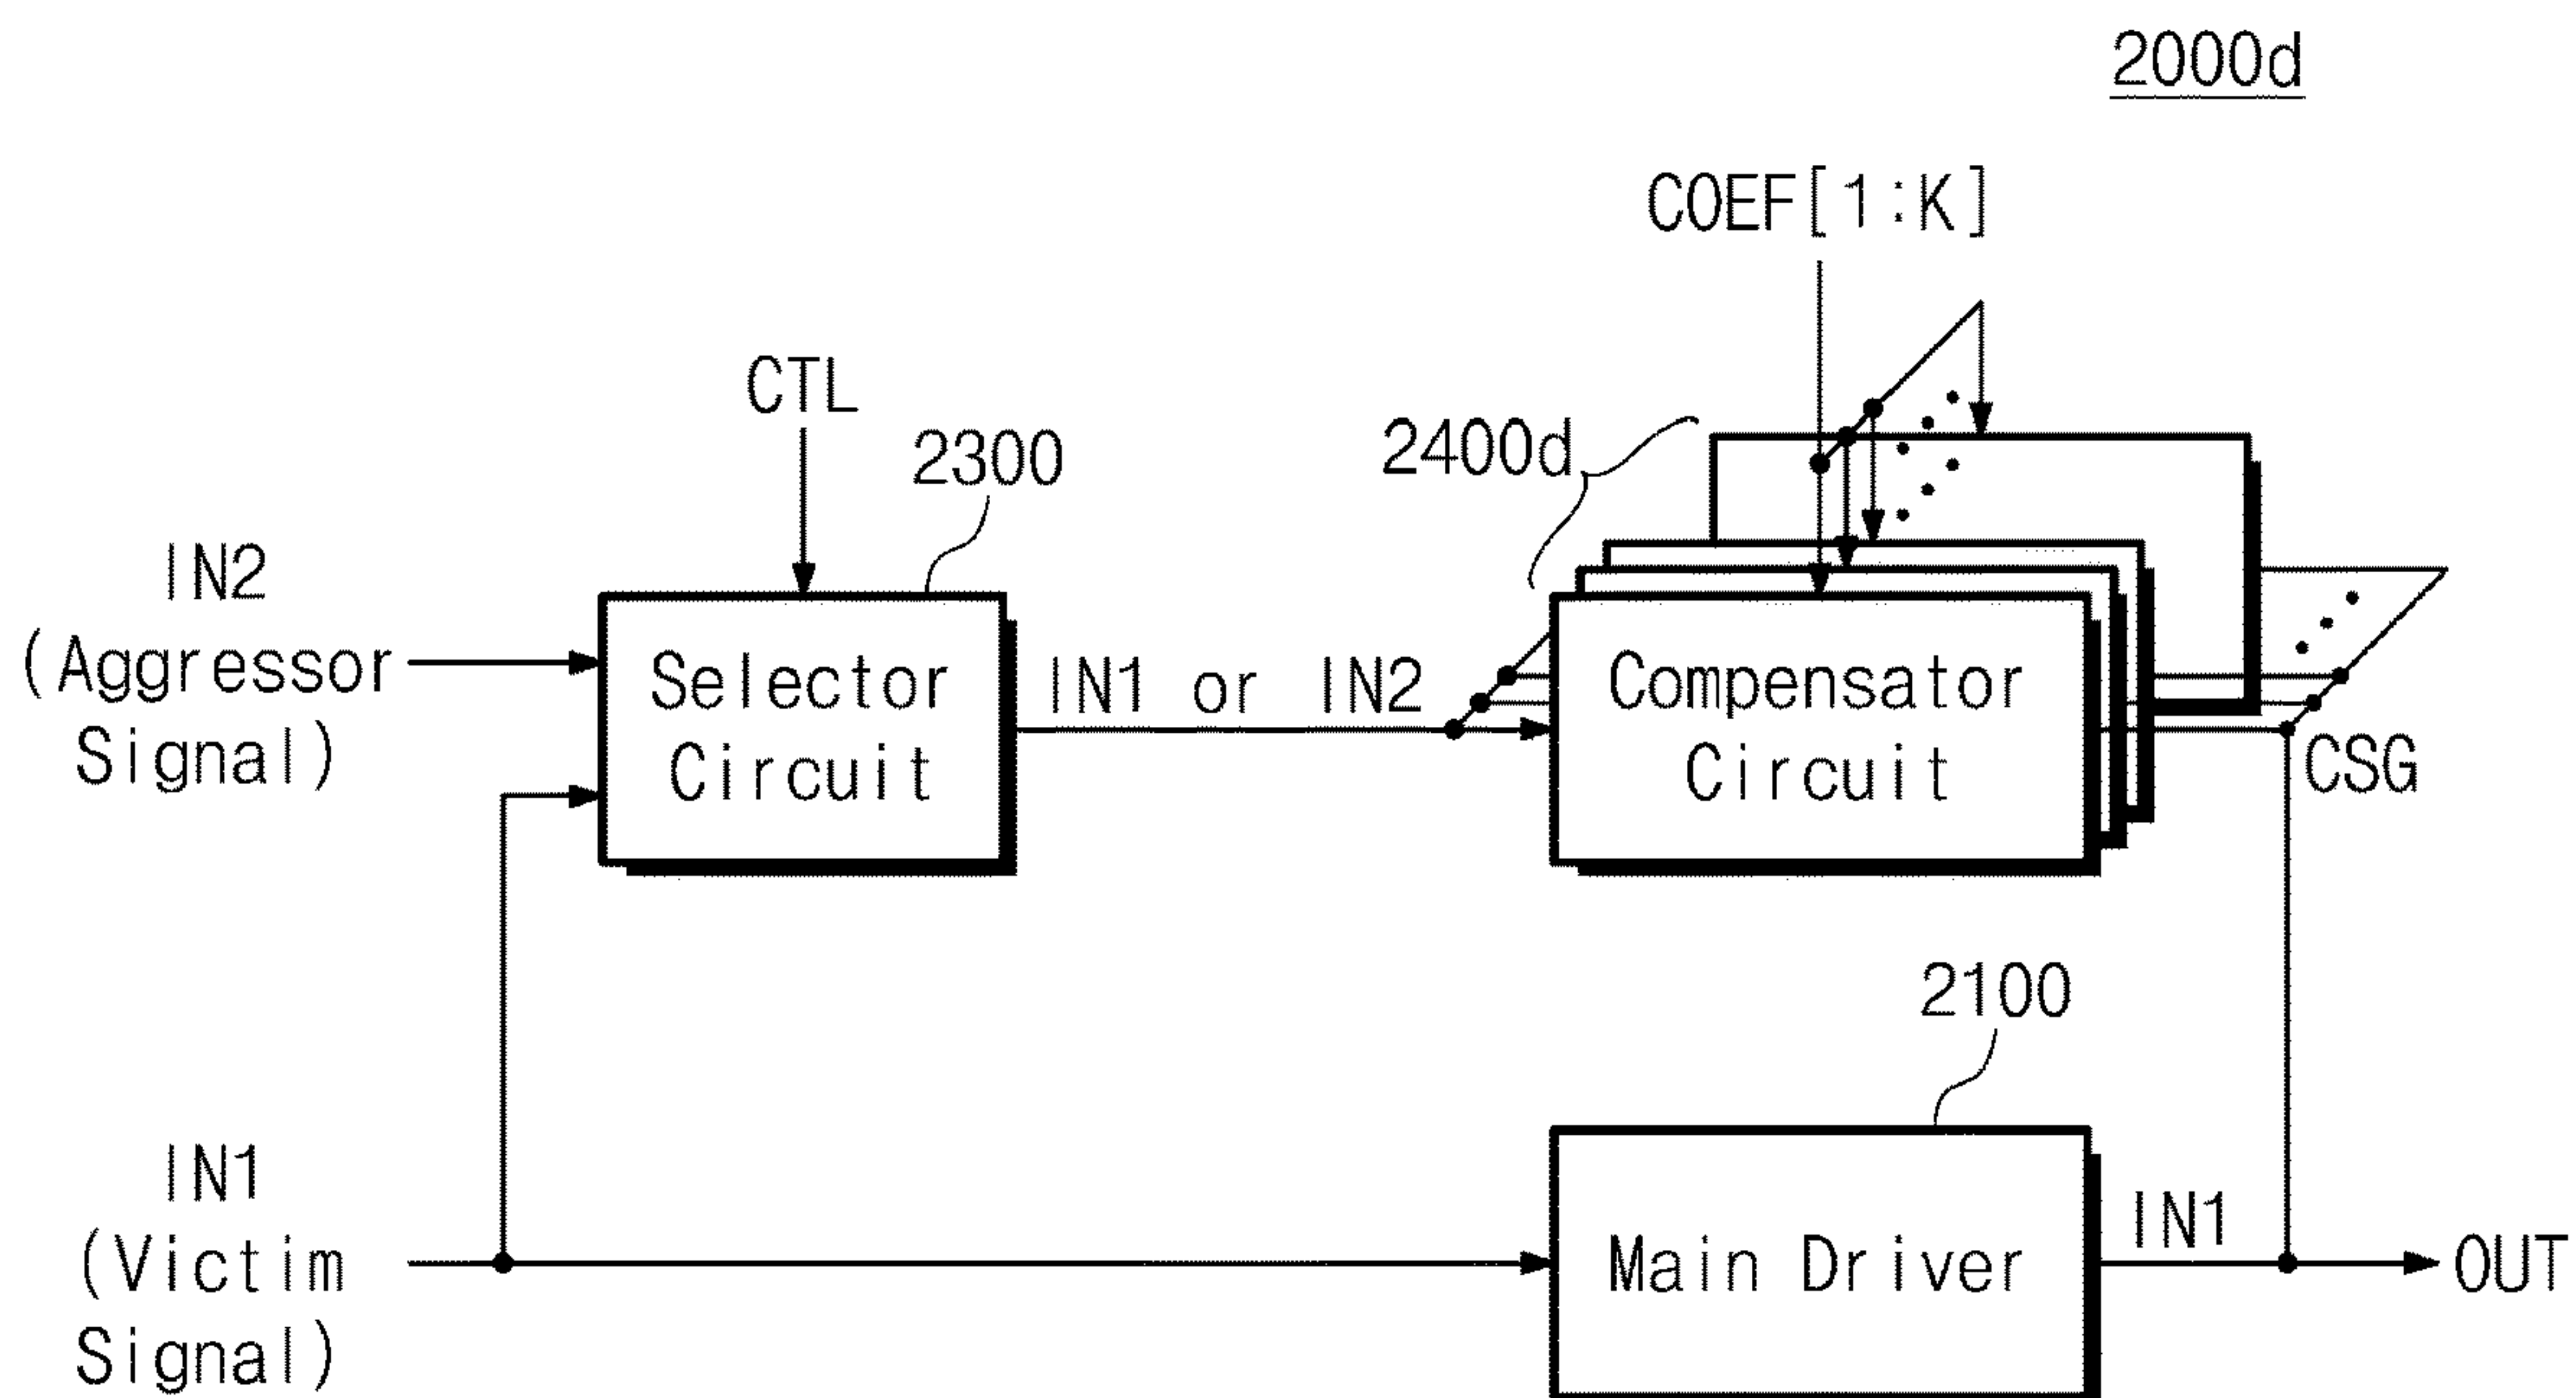 2000d
COEF[1:K]
CTL
2300
2400d
IN2
(Aggressor
Signal)
Selector
Circuit
IN1 or IN2
Compensator
Circuit
CSG
2100
IN1
(Victim
Signal)
Main Driver
IN1
OUT